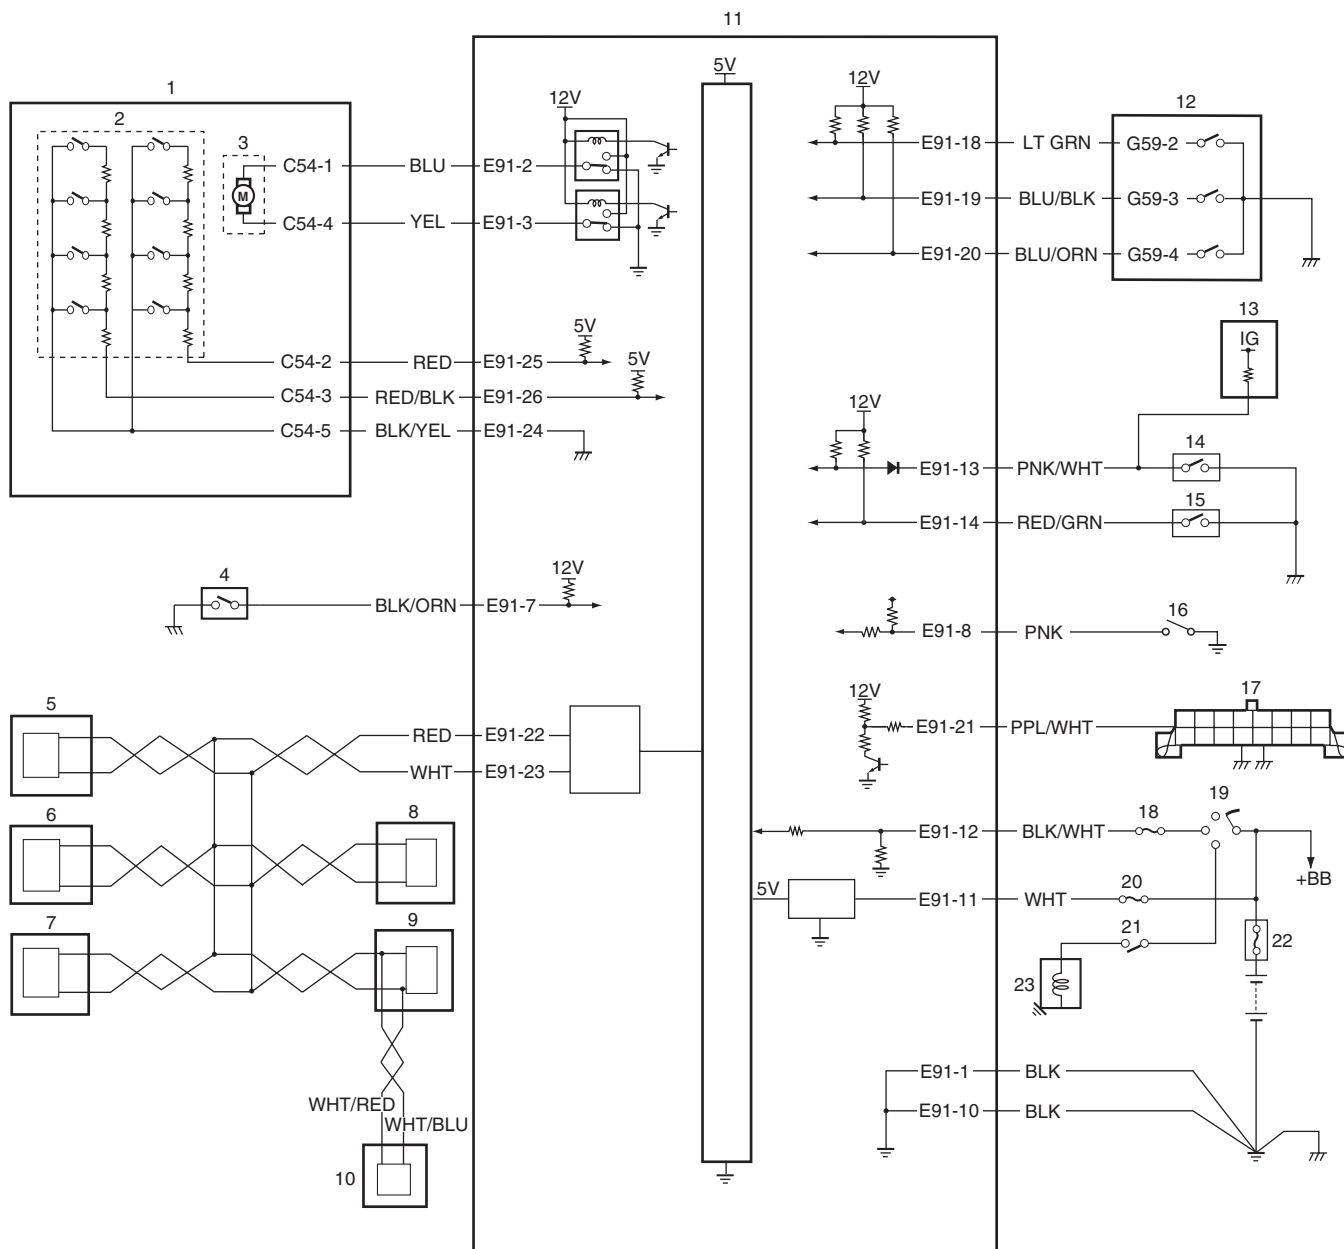 11
1
2
3
M
C54-1 BLU E91-2
C54-4 YEL E91-3
12V
5V
12V
12
E91-18 LT GRN G59-2
E91-19 BLU/BLK G59-3
E91-20 BLU/ORN G59-4
C54-2 RED E91-25
5V
C54-3 RED/BLK E91-26
5V
C54-5 BLK/YEL E91-24
13
IG
12V
E91-13 PNK/WHT
14
E91-14 RED/GRN
15
4
BLK/ORN E91-7
12V
E91-8 PNK
16
5
RED E91-22
WHT E91-23
12V
E91-21 PPL/WHT
17
6
8
E91-12 BLK/WHT
18
19
+BB
5V
E91-11 WHT
20
21
22
23
7
9
WHT/RED
WHT/BLU
10
E91-1 BLK
E91-10 BLK